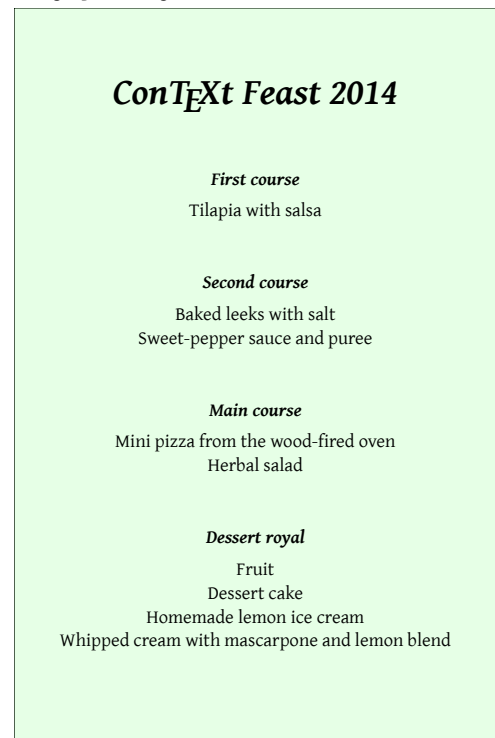 ConTEXt Feast 2014
First course
Tilapia with salsa
Second course
Baked leeks with salt
Sweet-pepper sauce and puree
Main course
Mini pizza from the wood-fired oven
Herbal salad
Dessert royal
Fruit
Dessert cake
Homemade lemon ice cream
Whipped cream with mascarpone and lemon blend